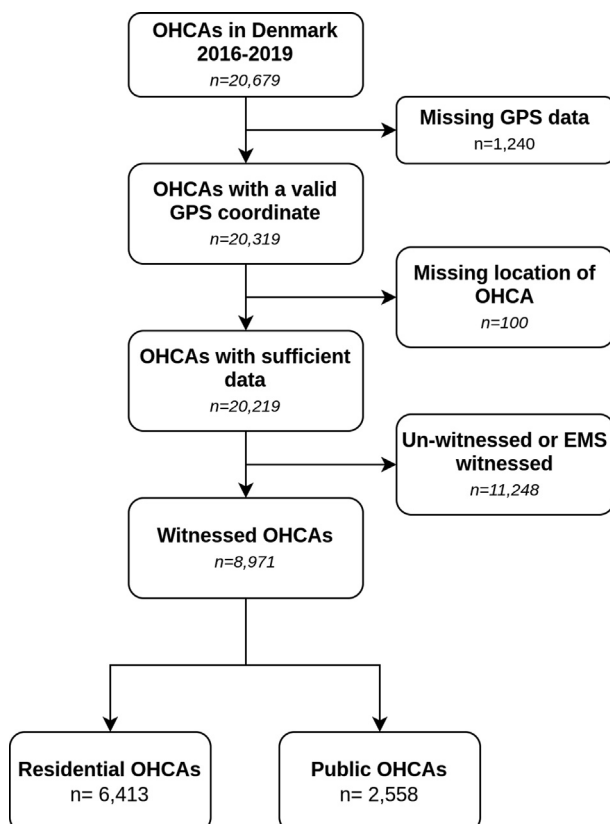 OHCAs in Denmark
2016-2019
n=20,679
Missing GPS data
n=1,240
OHCAs with a valid
GPS coordinate
n=20,319
Missing location of
OHCA
n=100
OHCAs with sufficient
data
n=20,219
Un-witnessed or EMS
witnessed
n=11,248
Witnessed OHCAs
n=8,971
Residential OHCAs
n= 6,413
Public OHCAs
n= 2,558